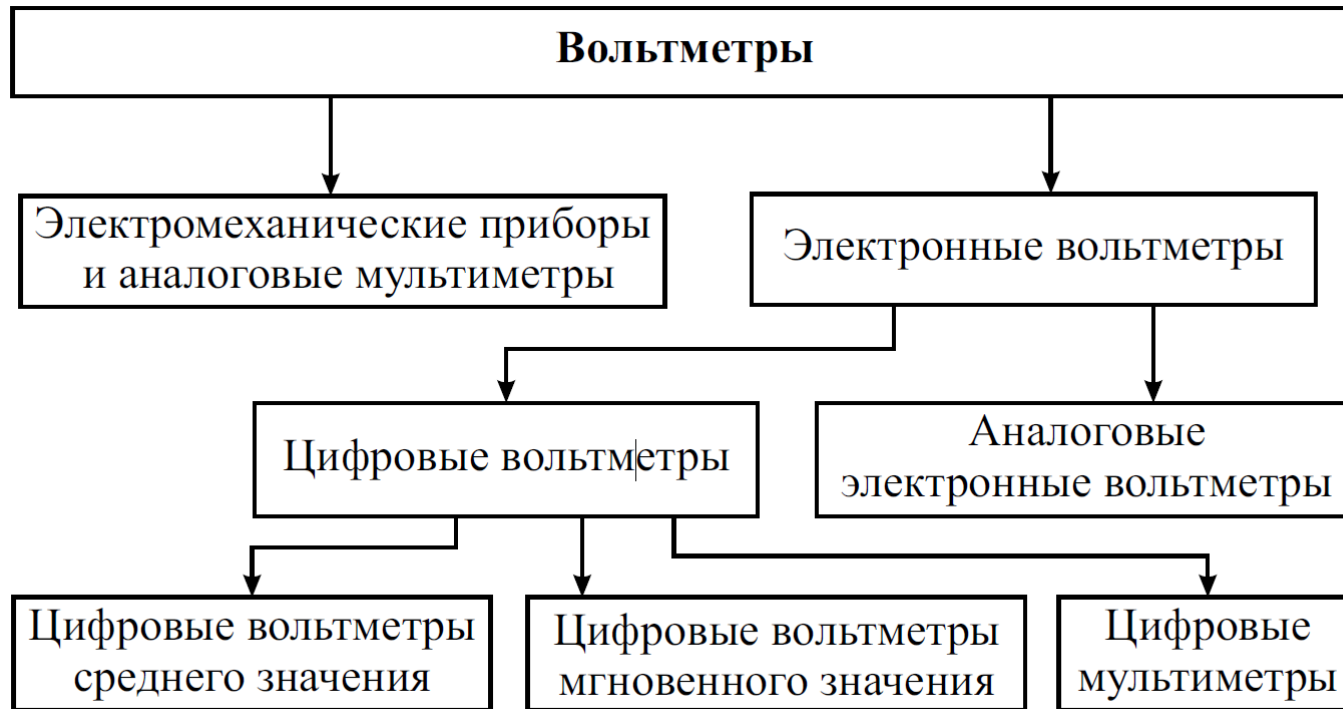 Вольтметры
Электромеханические приборы
и аналоговые мультиметры
Электронные вольтметры
Цифровые вольтметры
Аналоговые
электронные вольтметры
Цифровые вольтметры
среднего значения
Цифровые вольтметры
мгновенного значения
Цифровые
мультиметры